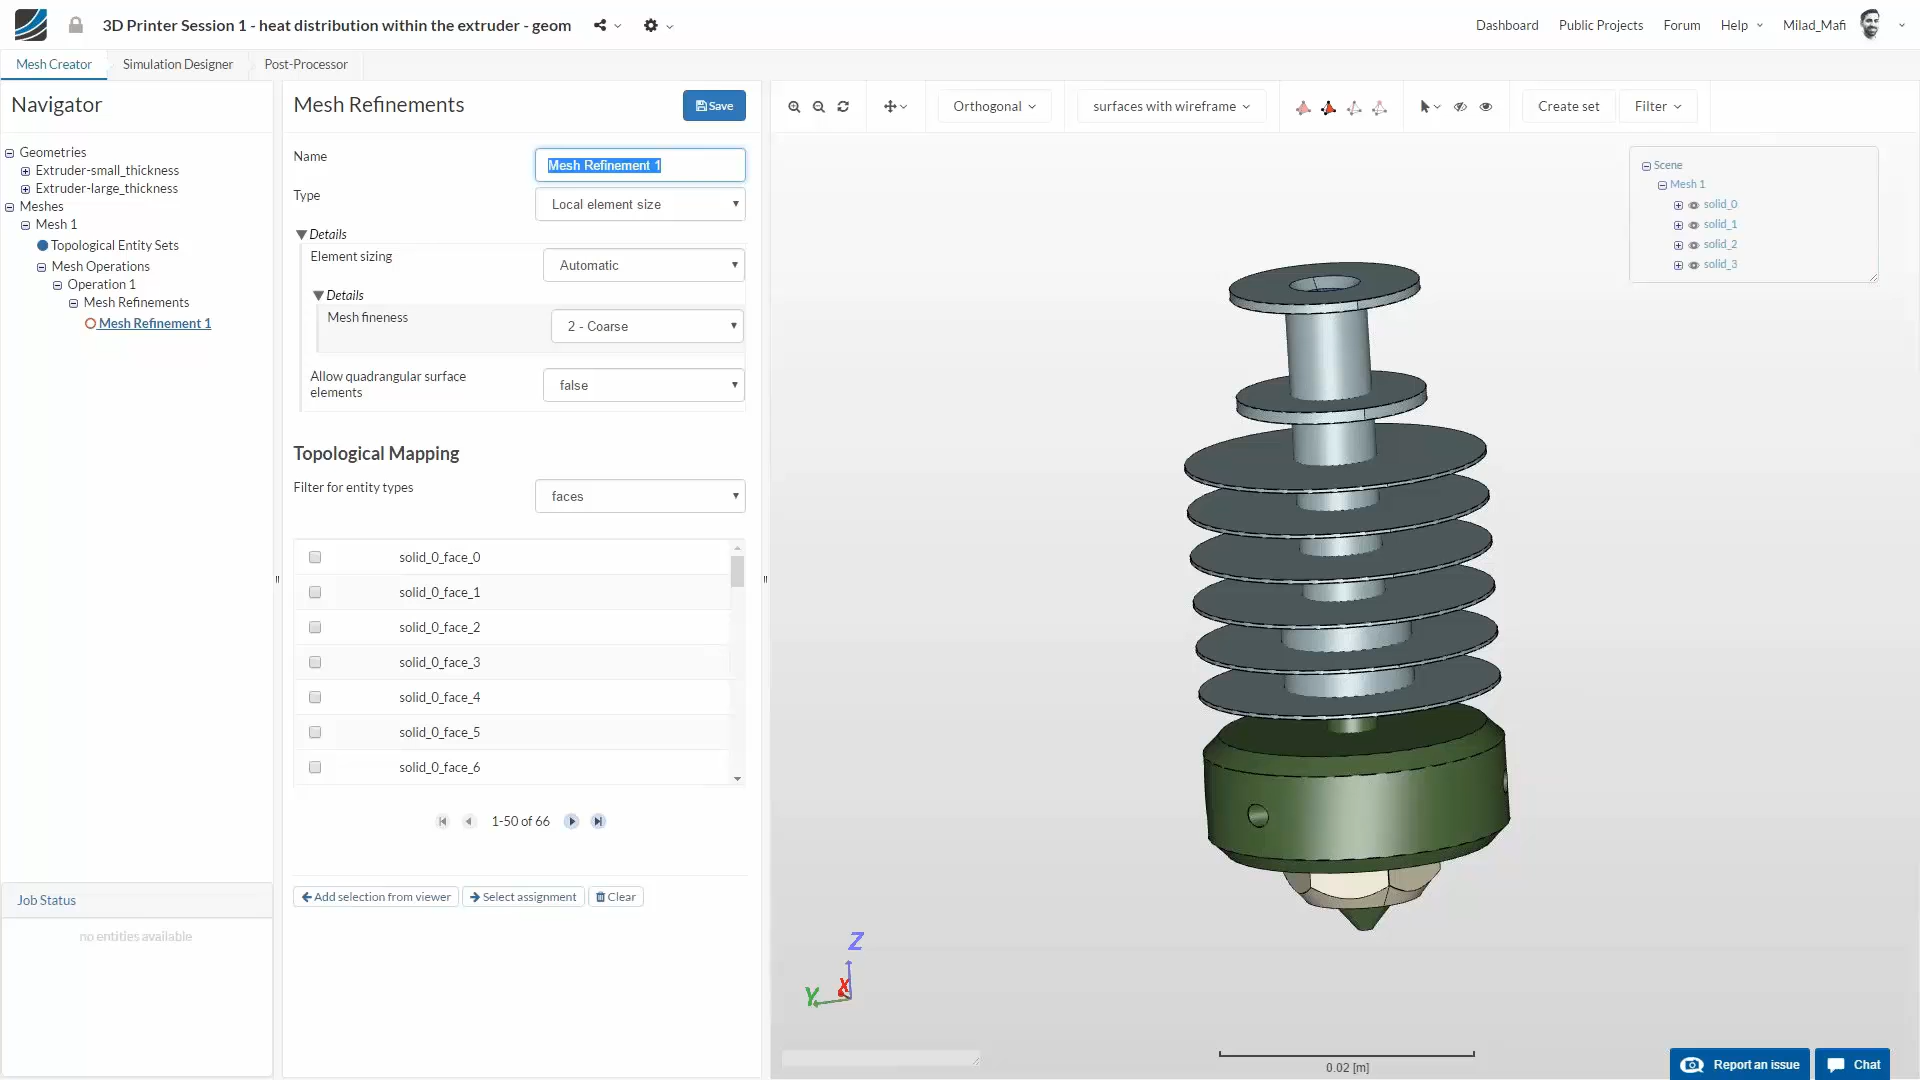 3D Printer Session 1 - heat distribution within the extruder - geom
Dashboard
Public Projects
Forum
Help
Milad_Mafi
Mesh Creator
Simulation Designer
Post-Processor
Navigator
Geometries
Extruder-small_thickness
Extruder-large_thickness
Meshes
Mesh 1
Topological Entity Sets
Mesh Operations
Operation 1
Mesh Refinements
Mesh Refinement 1
Job Status
no entities available
Mesh Refinements
Save
Name
Mesh Refinement 1
Type
Local element size
Details
Element sizing
Automatic
Details
Mesh fineness
2 - Coarse
Allow quadrangular surface
elements
false
Topological Mapping
Filter for entity types
faces
solid_0_face_0
solid_0_face_1
solid_0_face_2
solid_0_face_3
solid_0_face_4
solid_0_face_5
solid_0_face_6
1-50 of 66
Add selection from viewer
Select assignment
Clear
Orthogonal
surfaces with wireframe
Create set
Filter
Scene
Mesh 1
solid_0
solid_1
solid_2
solid_3
Z
Y
X
0.02 [m]
Report an issue
Chat